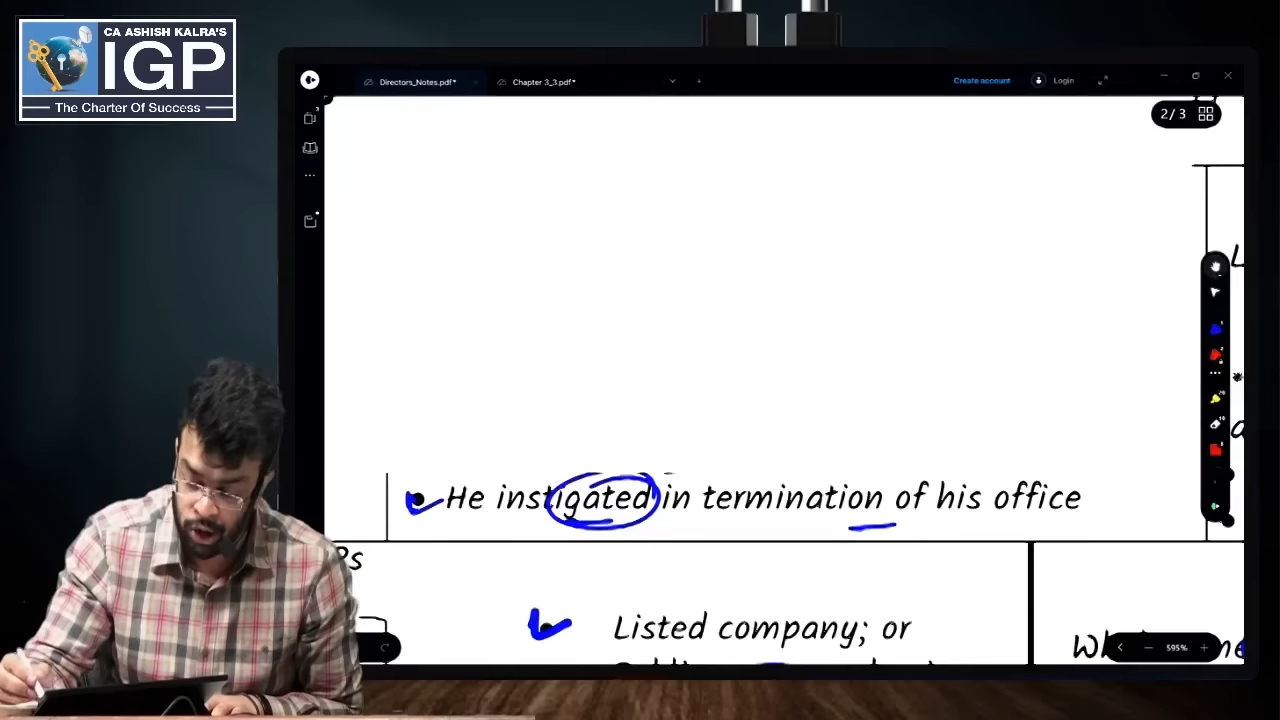 CA ASHISH KALRA'S
IGP
The Charter Of Success
Directors_Notes.pdf*
Chapter 3_3.pdf*
Create account
Login
2/3
He instigated in termination of his office
Listed company; or
595%